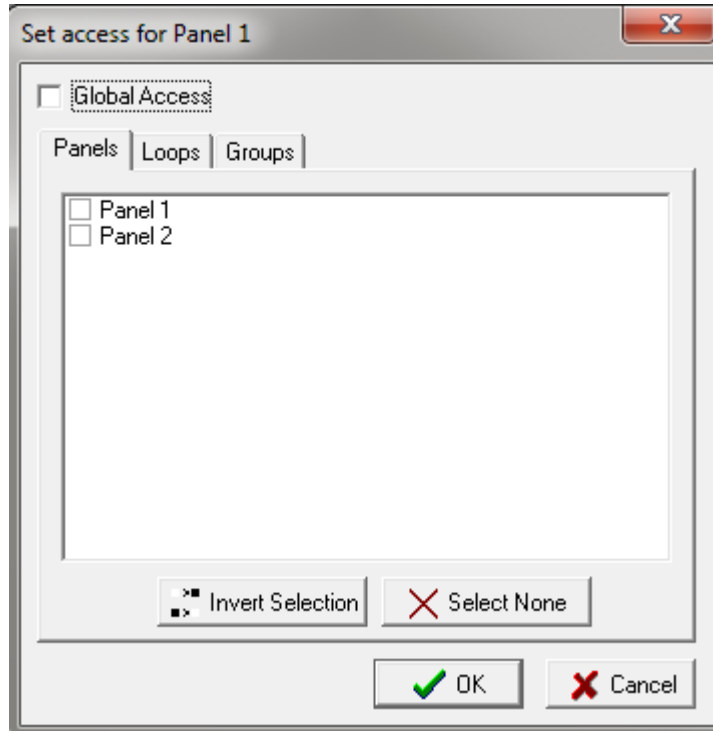 Set access for Panel 1
Global Access
Panels Loops Groups
Panel 1
Panel 2
Invert Selection Select None
OK Cancel